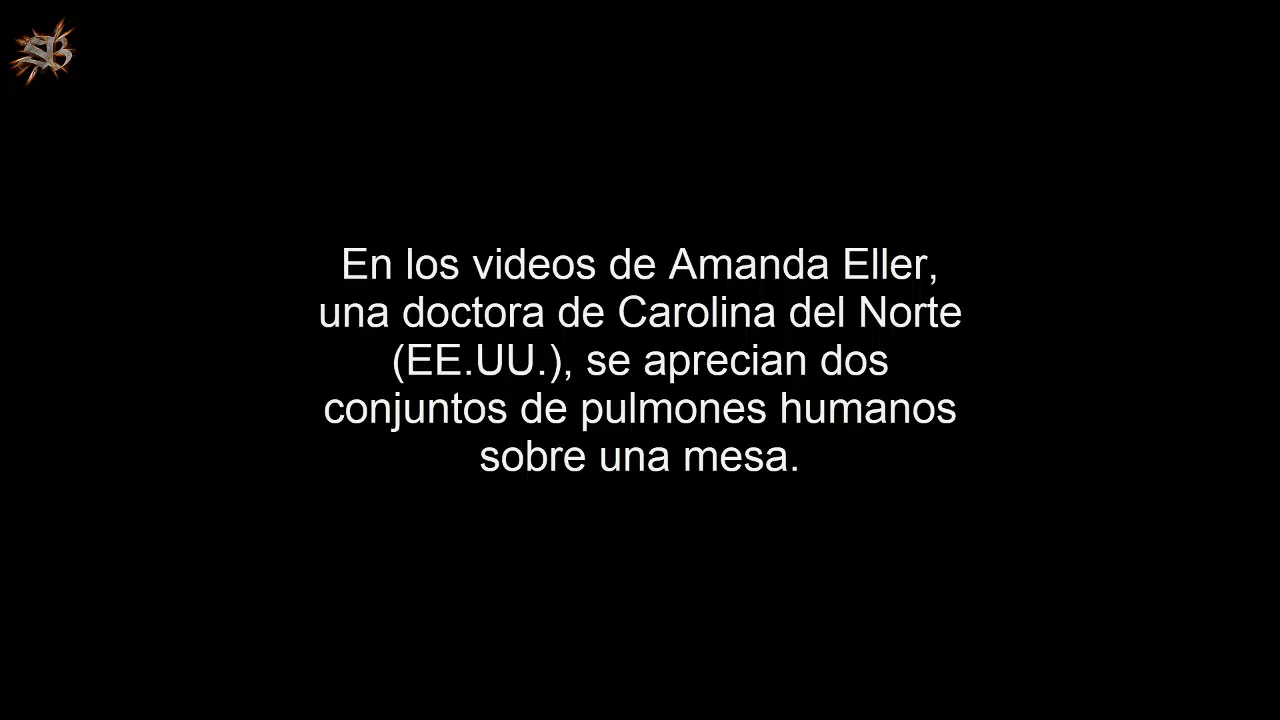 SB
En los videos de Amanda Eller,
una doctora de Carolina del Norte
(EE.UU.), se aprecian dos
conjuntos de pulmones humanos
sobre una mesa.